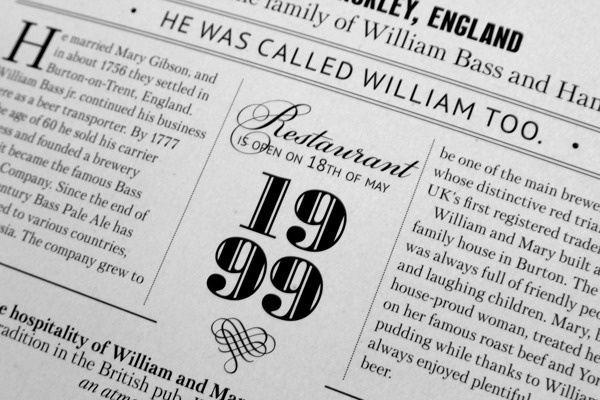 ENGLAND
he family of William Bass and
HE WAS CALLED WILLIAM TOO.
He married Mary Gibson, and
in about 1756 they settled in
Burton-on-Trent, England.
William Bass jr. continued his business
as a beer transporter. By 1777
age of 60 he sold his carrier
and founded a brewery
it became the famous Bass
Company. Since the end of
Bass Pale Ale has
to various countries,
The company grew to
Restaurant
IS OPEN ON 18TH OF MAY
19
99
be one of the main
whose distinctive red
UK's first registered
William and Mary built a
family house in Burton. The
was always full of friendly
and laughing children. Mary,
house-proud woman, treated
on her famous roast beef and
pudding while thanks to William
always enjoyed
beer.
hospitality of William and
tradition in the British pub.
an